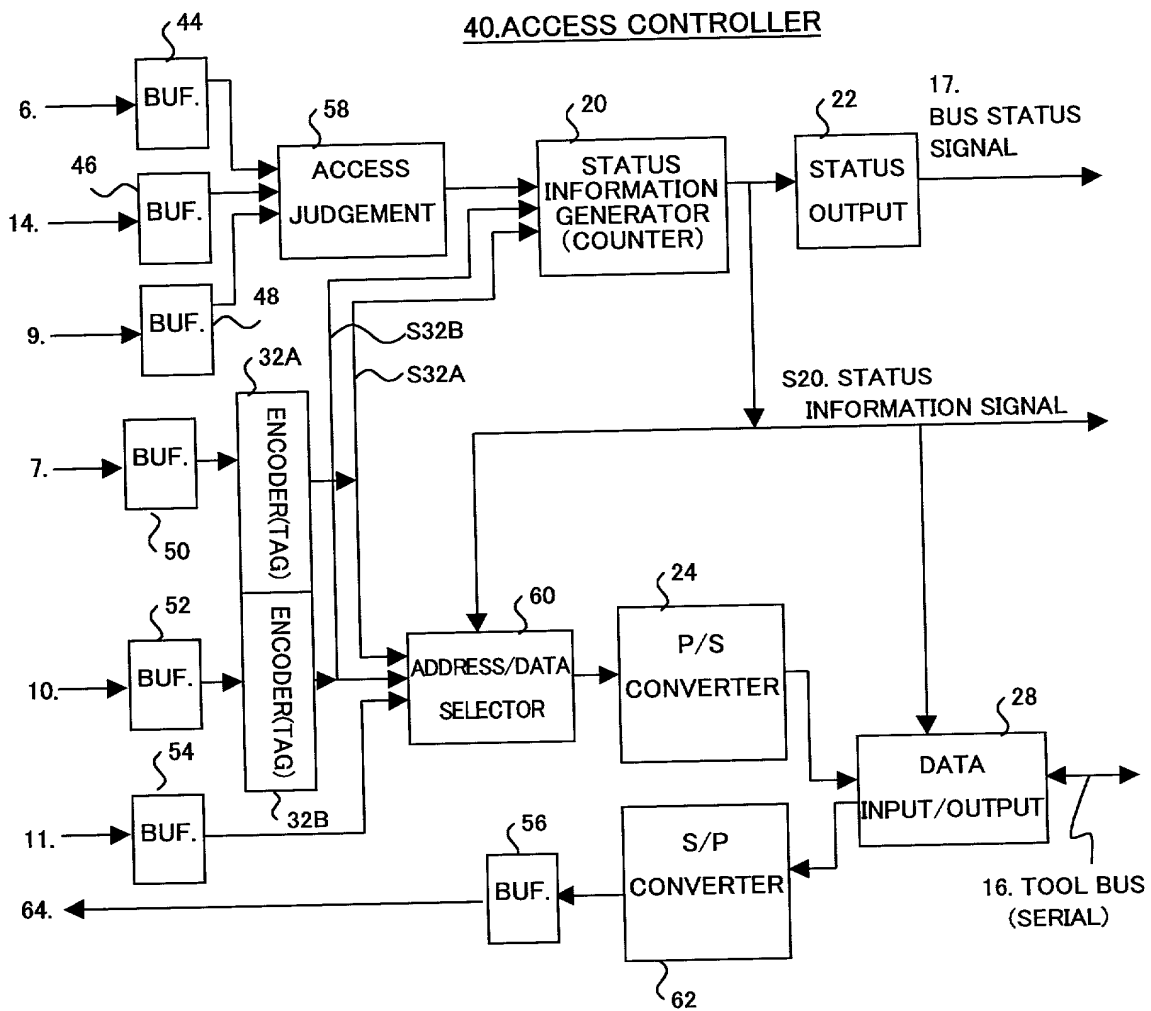 40.ACCESS CONTROLLER
44
BUF.
6.
58
ACCESS
JUDGEMENT
20
STATUS
INFORMATION
GENERATOR
(COUNTER)
22
STATUS
OUTPUT
17.
BUS STATUS
SIGNAL
46
BUF.
14.
BUF.
48
9.
S32B
S32A
32A
ENCODER(TAG)
S20. STATUS
INFORMATION SIGNAL
BUF.
7.
50
52
BUF.
10.
ENCODER(TAG)
32B
60
ADDRESS/DATA
SELECTOR
24
P/S
CONVERTER
28
DATA
INPUT/OUTPUT
54
BUF.
11.
56
BUF.
S/P
CONVERTER
62
64.
16. TOOL BUS
(SERIAL)